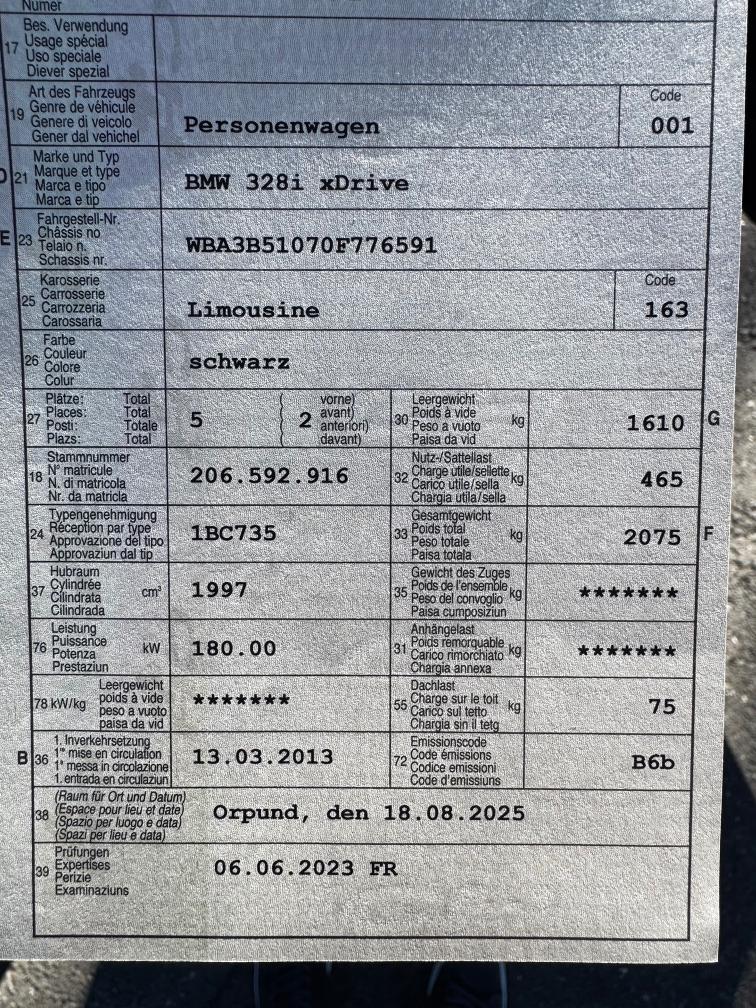 Numer
17 Bes. Verwendung
Usage spécial
Uso speciale
Diever spezial
19 Art des Fahrzeugs
Genre de véhicule
Genere di veicolo
Gener dal vehichel
Personenwagen
Code
001
D 21 Marke und Typ
Marque et type
Marca e tipo
Marca e tip
BMW 328i xDrive
E 23 Fahrgestell-Nr.
Châssis no
Telaio n.
Schassis nr.
WBA3B51070F776591
25 Karosserie
Carrosserie
Carrozzeria
Carossaria
Limousine
Code
163
26 Farbe
Couleur
Colore
Colur
schwarz
27 Plätze: Total
Places: Total
Posti: Totale
Plazs: Total
5
( 2 vorne)
( avant)
( anteriori)
( davant)
30 Leergewicht
Poids à vide
Peso a vuoto
Paisa da vid
kg
1610 G
18 Stammnummer
N° matricule
N. di matricola
Nr. da matricla
206.592.916
32 Nutz-/Sattellast
Charge utile/sellette
Carico utile/sella
Chargia utila/sella
kg
465
24 Typengenehmigung
Réception par type
Approvazione del tipo
Approvaziun dal tip
1BC735
33 Gesamtgewicht
Poids total
Peso totale
Paisa totala
kg
2075 F
37 Hubraum
Cylindrée
Cilindrata
Cilindrada
cm³
1997
35 Gewicht des Zuges
Poids de l'ensemble
Peso del convoglio
Paisa cumposiziun
kg
*******
76 Leistung
Puissance
Potenza
Prestaziun
kW
180.00
31 Anhängelast
Poids remorquable
Carico rimorchiato
Chargia annexa
kg
*******
78 kW/kg Leergewicht
poids à vide
peso a vuoto
paisa da vid
*******
55 Dachlast
Charge sur le toit
Carico sul tetto
Chargia sin il tetg
kg
75
B 36 1. Inverkehrsetzung
1re mise en circulation
1a messa in circolazione
1. entrada en circulaziun
13.03.2013
72 Emissionscode
Code émissions
Codice emissioni
Code d'emissiuns
B6b
38 (Raum für Ort und Datum)
(Espace pour lieu et date)
(Spazio per luogo e data)
(Spazi per lieu e data)
Orpund, den 18.08.2025
39 Prüfungen
Expertises
Perizie
Examinaziuns
06.06.2023 FR